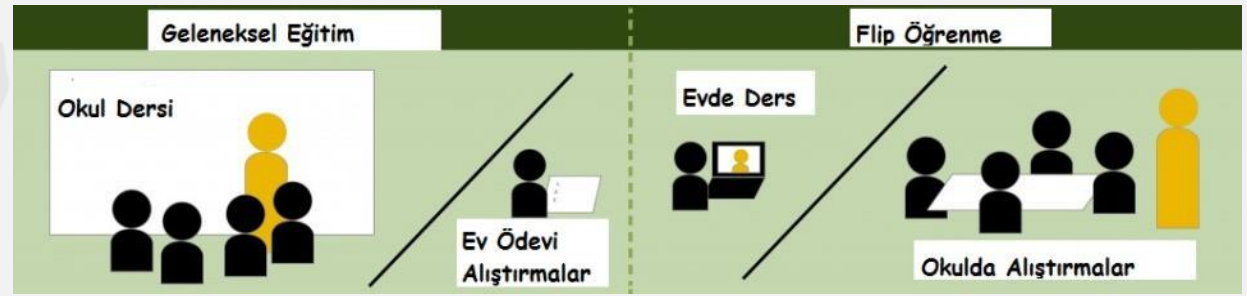 Geleneksel Eğitim
Flip Öğrenme
Okul Dersi
Ev Ödevi
Alıştırmalar
Evde Ders
Okulda Alıştırmalar